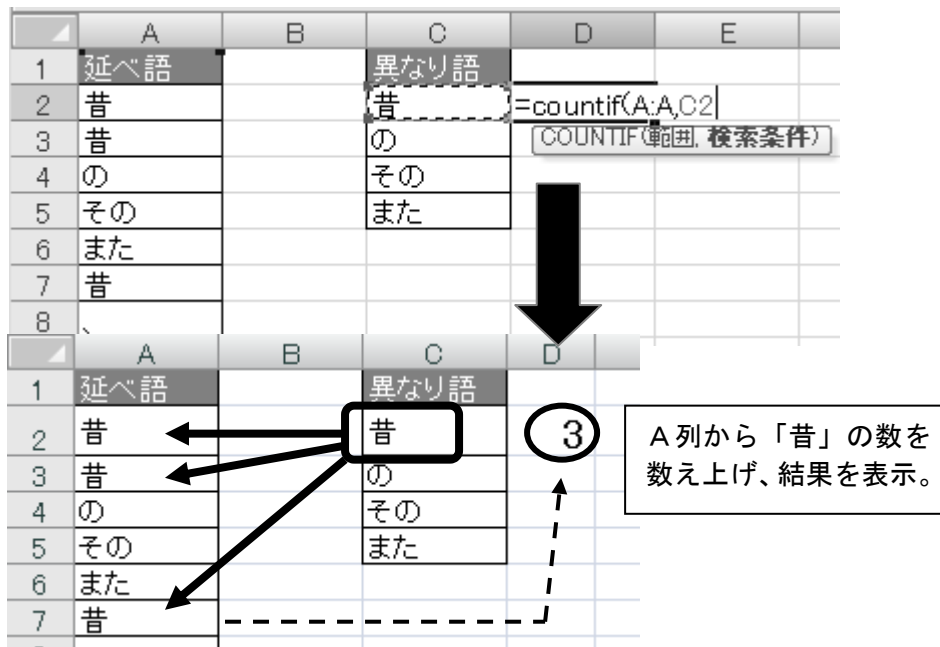 A B C D E
1 延べ語 異なり語
2 昔 昔 =countif(A:A,C2
3 昔 の COUNTIF(範囲, 検索条件)
4 の その
5 その また
6 また
7 昔
8 、
A B C D
1 延べ語 異なり語
2 昔 昔 3
3 昔 の
4 の その
5 その また
6 また
7 昔
A列から「昔」の数を
数え上げ、結果を表示。